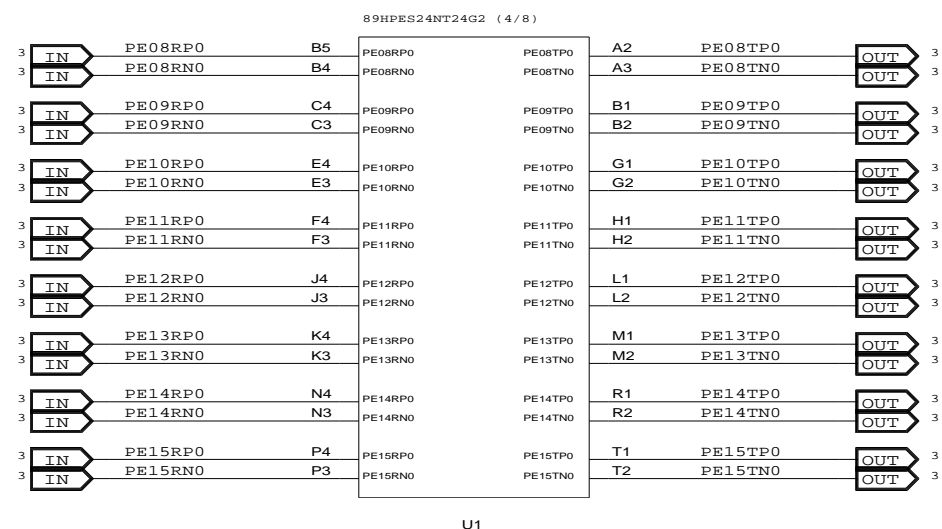 89HPES24NT24G2 (4/8)
3 IN PE08RP0 B5 PE08RP0 PE08TP0 A2 PE08TP0 OUT 3
3 IN PE08RN0 B4 PE08RN0 PE08TN0 A3 PE08TN0 OUT 3
3 IN PE09RP0 C4 PE09RP0 PE09TP0 B1 PE09TP0 OUT 3
3 IN PE09RN0 C3 PE09RN0 PE09TN0 B2 PE09TN0 OUT 3
3 IN PE10RP0 E4 PE10RP0 PE10TP0 G1 PE10TP0 OUT 3
3 IN PE10RN0 E3 PE10RN0 PE10TN0 G2 PE10TN0 OUT 3
3 IN PE11RP0 F4 PE11RP0 PE11TP0 H1 PE11TP0 OUT 3
3 IN PE11RN0 F3 PE11RN0 PE11TN0 H2 PE11TN0 OUT 3
3 IN PE12RP0 J4 PE12RP0 PE12TP0 L1 PE12TP0 OUT 3
3 IN PE12RN0 J3 PE12RN0 PE12TN0 L2 PE12TN0 OUT 3
3 IN PE13RP0 K4 PE13RP0 PE13TP0 M1 PE13TP0 OUT 3
3 IN PE13RN0 K3 PE13RN0 PE13TN0 M2 PE13TN0 OUT 3
3 IN PE14RP0 N4 PE14RP0 PE14TP0 R1 PE14TP0 OUT 3
3 IN PE14RN0 N3 PE14RN0 PE14TN0 R2 PE14TN0 OUT 3
3 IN PE15RP0 P4 PE15RP0 PE15TP0 T1 PE15TP0 OUT 3
3 IN PE15RN0 P3 PE15RN0 PE15TN0 T2 PE15TN0 OUT 3
U1